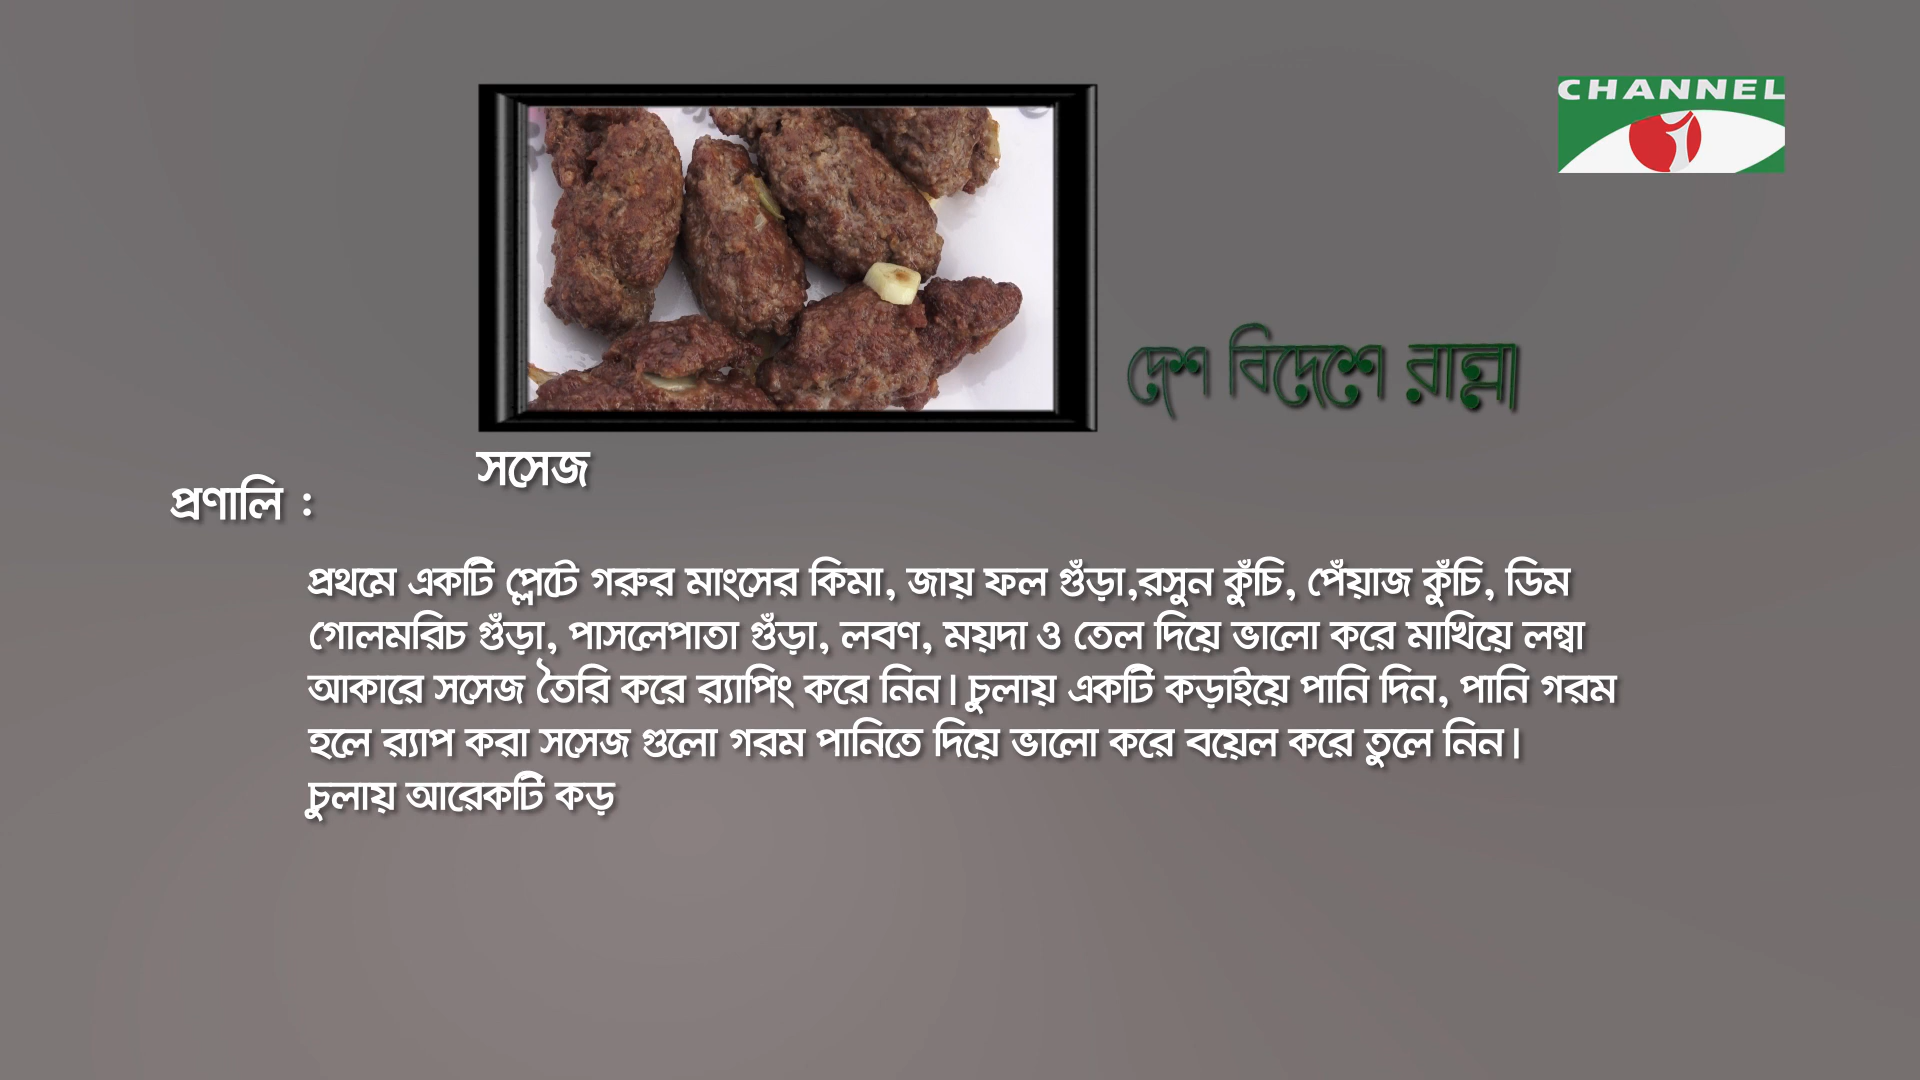 CHANNEL
দেশ বিদেশে রান্না
সসেজ
প্রণালি :
প্রথমে একটি প্লেটে গরুর মাংসের কিমা, জায় ফল গুঁড়া,রসুন কুঁচি, পেঁয়াজ কুঁচি, ডিম
গোলমরিচ গুঁড়া, পাসলেপাতা গুঁড়া, লবণ, ময়দা ও তেল দিয়ে ভালো করে মাখিয়ে লম্বা
আকারে সসেজ তৈরি করে র‍্যাপিং করে নিন। চুলায় একটি কড়াইয়ে পানি দিন, পানি গরম
হলে র‍্যাপ করা সসেজ গুলো গরম পানিতে দিয়ে ভালো করে বয়েল করে তুলে নিন।
চুলায় আরেকটি কড়